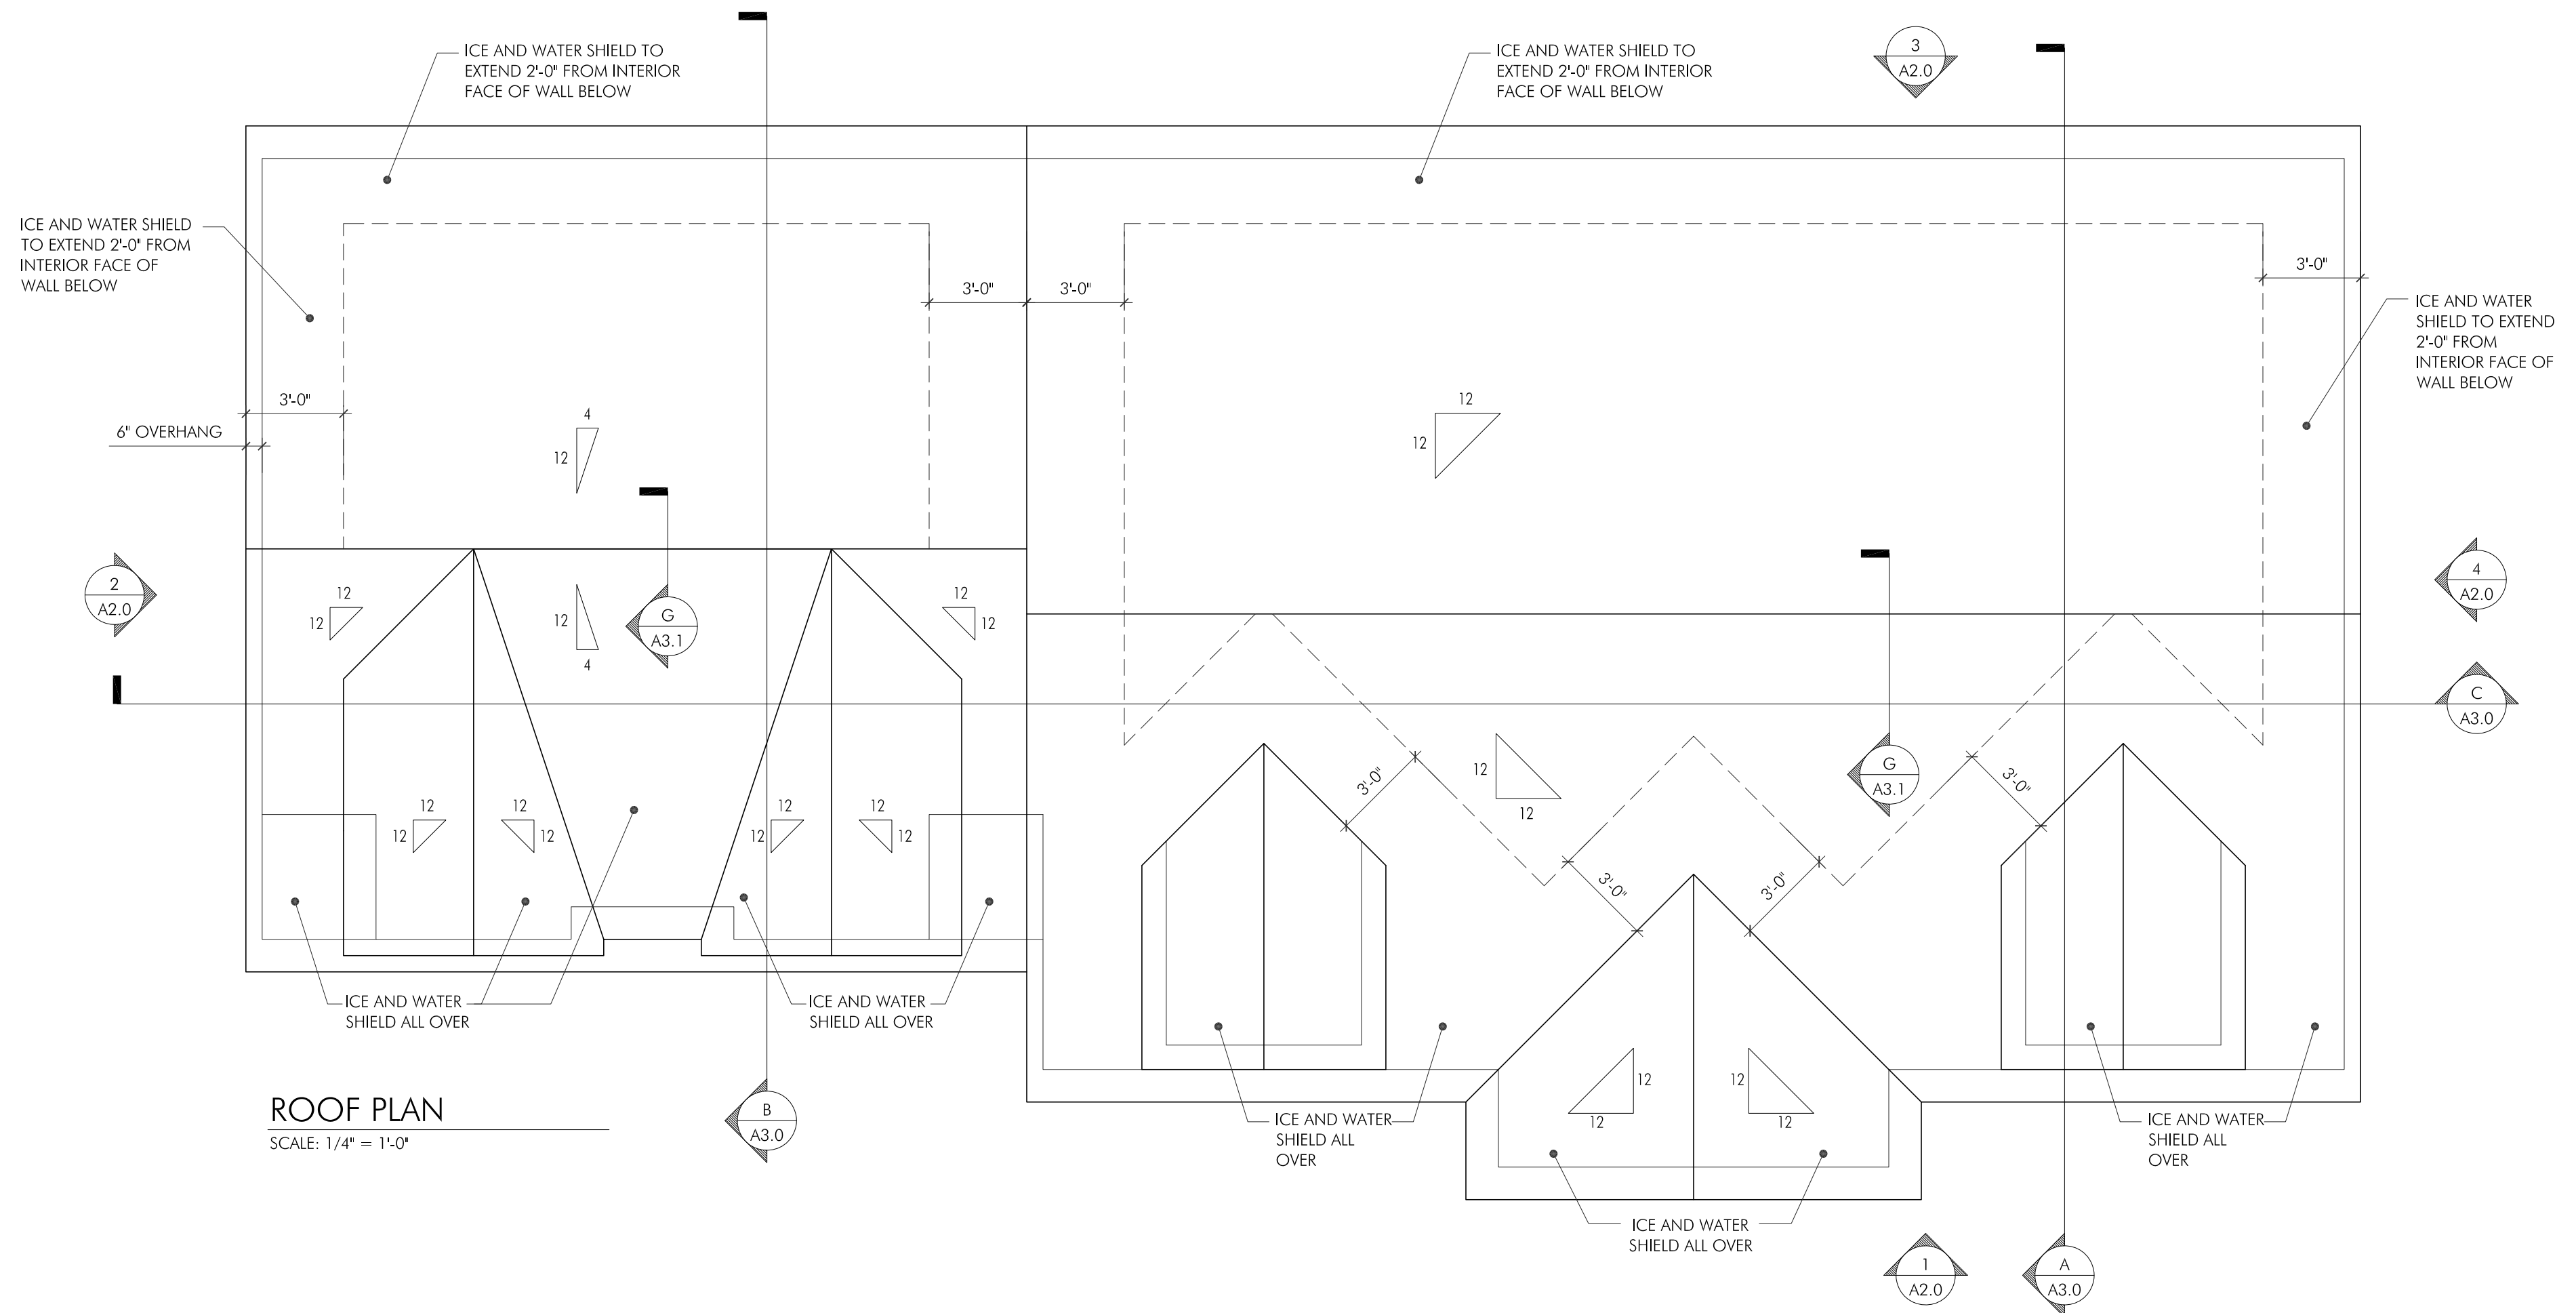 ICE AND WATER SHIELD TO
EXTEND 2'-0" FROM INTERIOR
FACE OF WALL BELOW
ICE AND WATER SHIELD TO
EXTEND 2'-0" FROM INTERIOR
FACE OF WALL BELOW
3
A2.0
ICE AND WATER SHIELD
TO EXTEND 2'-0" FROM
INTERIOR FACE OF
WALL BELOW
3'-0"
3'-0"
3'-0"
ICE AND WATER
SHIELD TO EXTEND
2'-0" FROM
INTERIOR FACE OF
WALL BELOW
3'-0"
6" OVERHANG
4
12
12
12
2
A2.0
12
12
12
4
G
A3.1
12
12
4
A2.0
C
A3.0
12
12
G
A3.1
3'-0"
3'-0"
3'-0"
3'-0"
12
12
12
12
12
12
12
12
ICE AND WATER
SHIELD ALL OVER
ICE AND WATER
SHIELD ALL OVER
12
12
12
12
ROOF PLAN
SCALE: 1/4" = 1'-0"
B
A3.0
ICE AND WATER
SHIELD ALL
OVER
ICE AND WATER
SHIELD ALL
OVER
ICE AND WATER
SHIELD ALL OVER
1
A2.0
A
A3.0